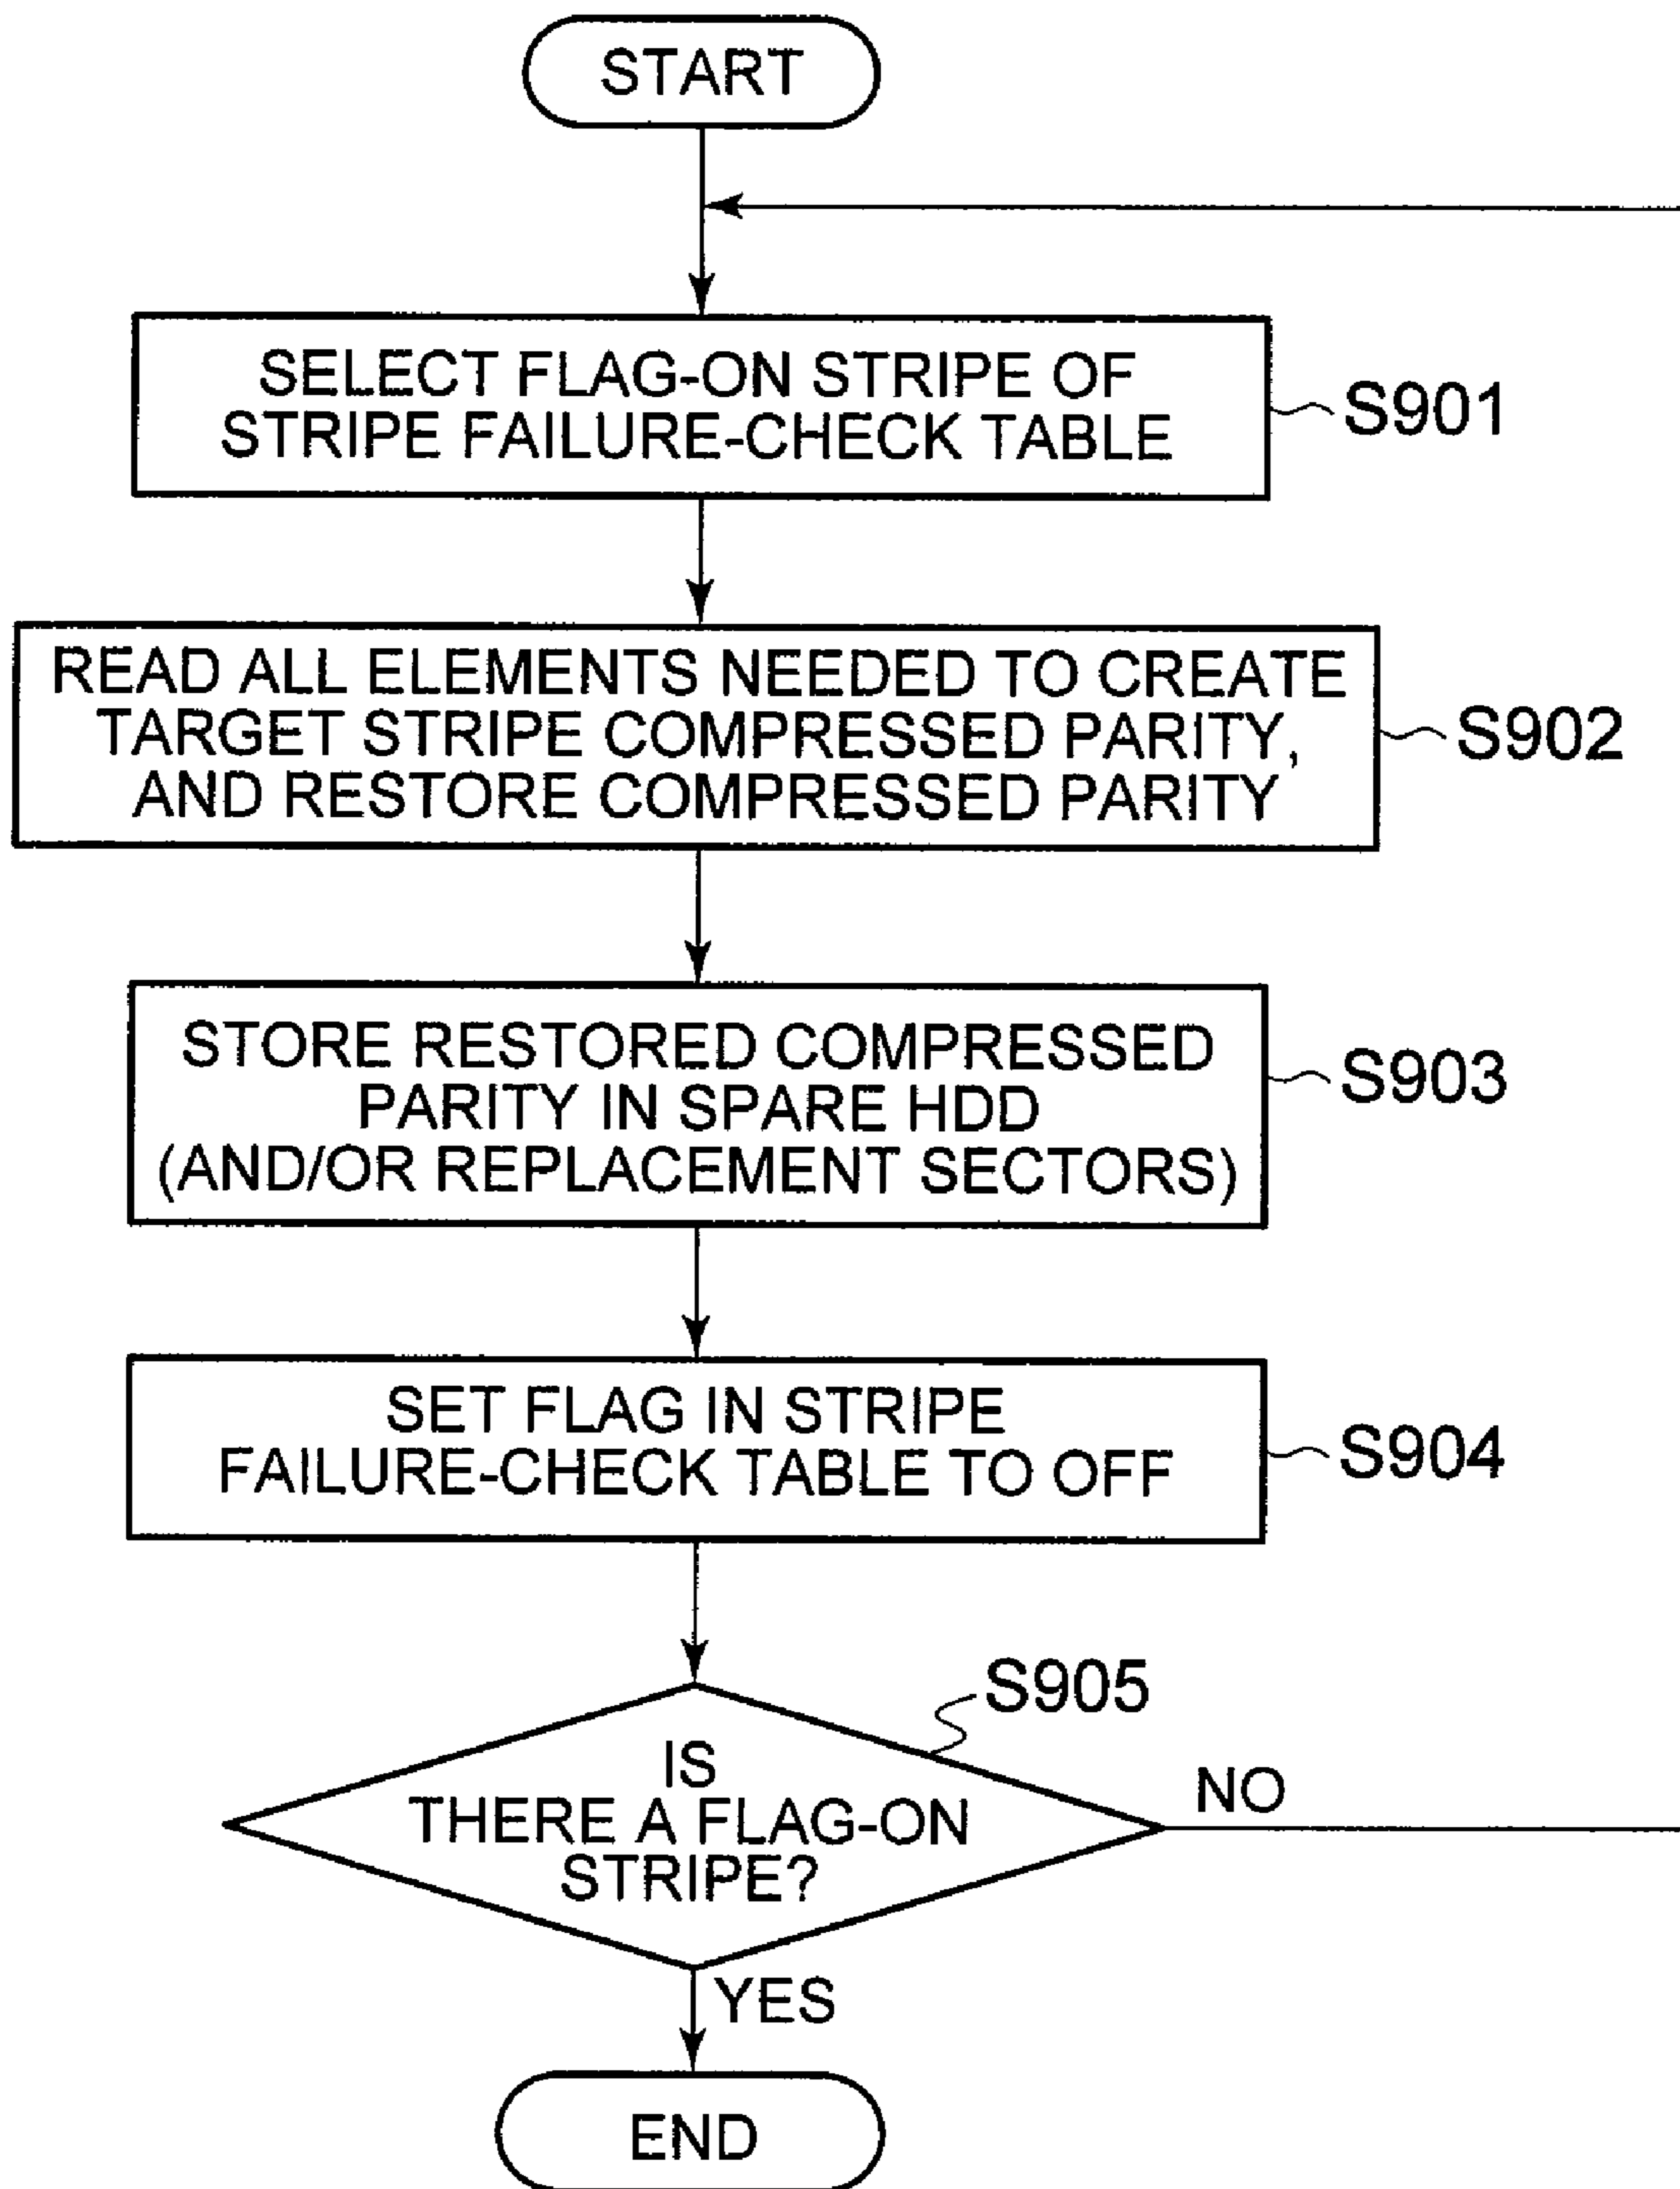 START
SELECT FLAG-ON STRIPE OF
STRIPE FAILURE-CHECK TABLE
S901
READ ALL ELEMENTS NEEDED TO CREATE
TARGET STRIPE COMPRESSED PARITY,
AND RESTORE COMPRESSED PARITY
S902
STORE RESTORED COMPRESSED
PARITY IN SPARE HDD
(AND/OR REPLACEMENT SECTORS)
S903
SET FLAG IN STRIPE
FAILURE-CHECK TABLE TO OFF
S904
S905
IS
THERE A FLAG-ON
STRIPE?
NO
YES
END